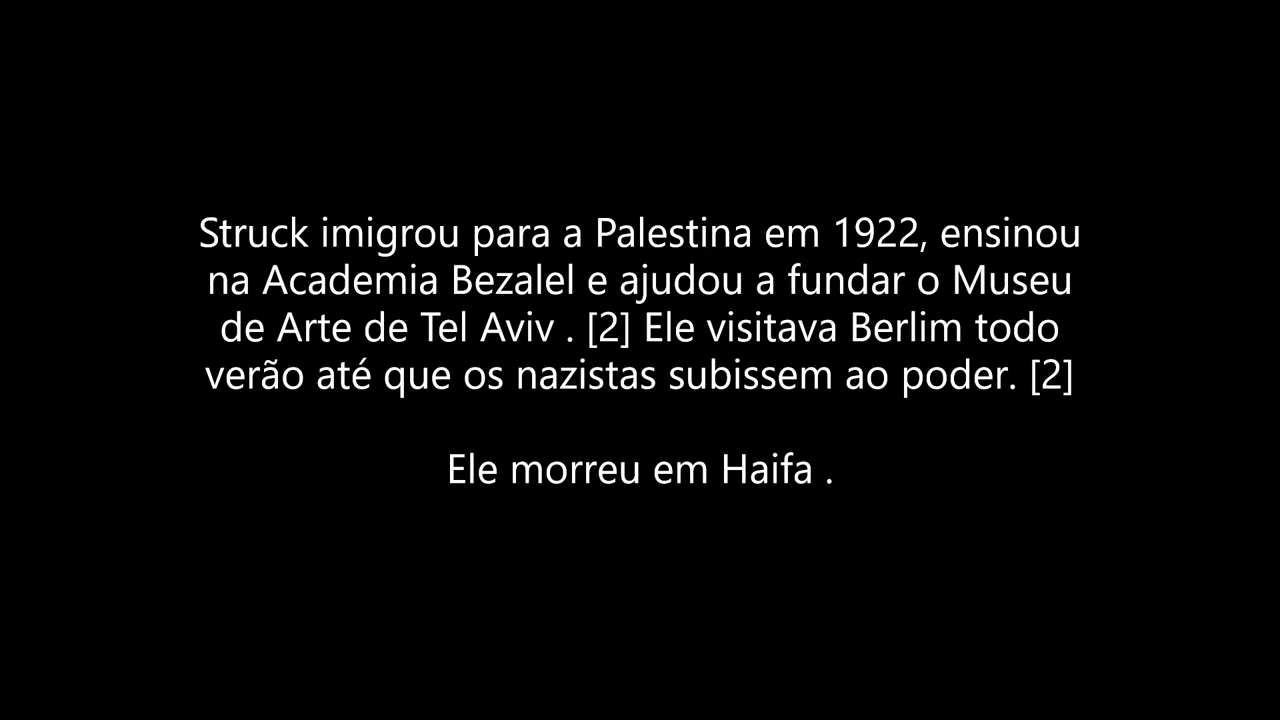 Struck imigrou para a Palestina em 1922, ensinou
na Academia Bezalel e ajudou a fundar o Museu
de Arte de Tel Aviv . [2] Ele visitava Berlim todo
verão até que os nazistas subissem ao poder. [2]
Ele morreu em Haifa .